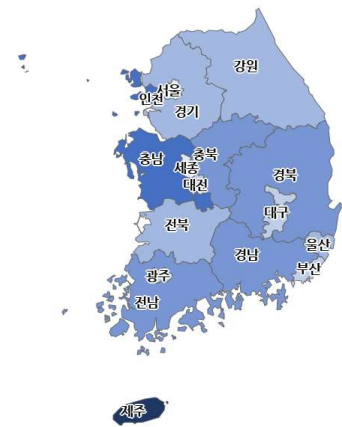 강원
서울
인천
경기
충북
충남
세종
대전
경북
대구
전북
울산
경남
부산
광주
전남
제주